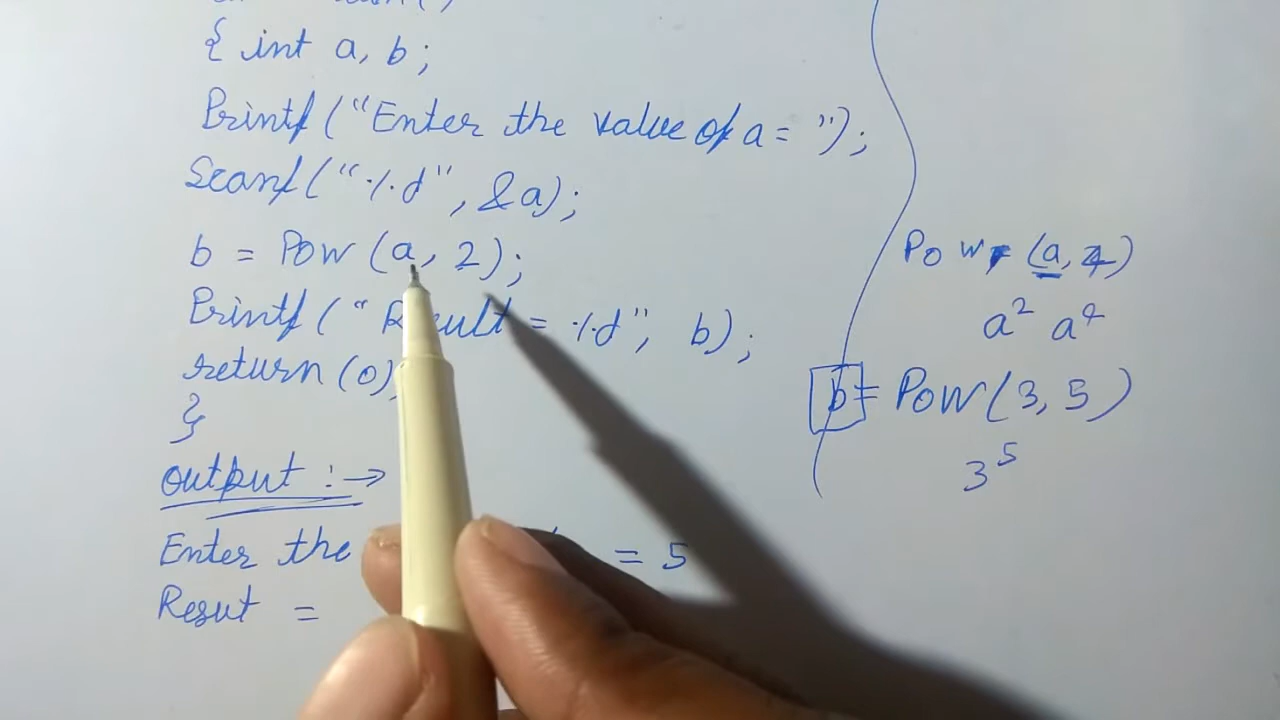 { int a, b;
Printf ("Enter the value of a = ");
Scanf ("%d", &a);
b = Pow (a, 2);
Printf ("Result = %d", b);
return (0)
}
output :→
Enter the = 5
Resut =
Pow (a, 4)
a² a⁴
b = Pow (3, 5)
3⁵